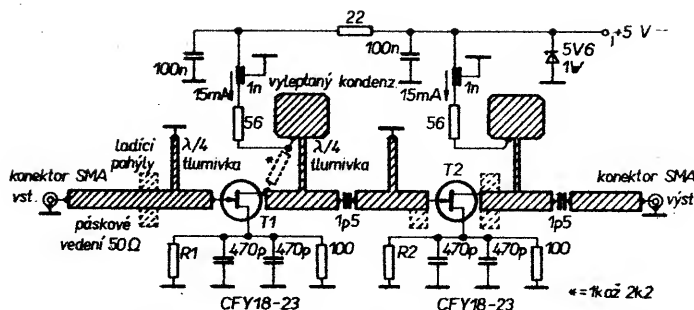 22
+5 V
100n
100n
5V6
1W
15mA
1n
vyleptaný kondenz.
15mA
1n
56
56
ladící
pahýly
λ/4
tlumivka
*
λ/4
tlumivka
konektor SMA
vst.
T2
konektor SMA
výst.
páskové
vedení 50Ω
T1
1p5
1p5
R1
470p
470p
100
R2
470p
470p
100
CFY18-23
CFY18-23
*=1k až 2k2